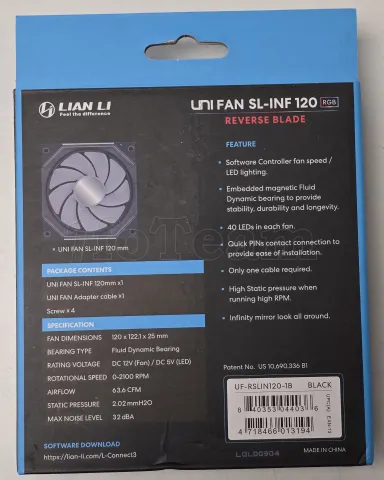 LIAN LI
Feel the difference
UNI FAN SL-INF 120 RGB
REVERSE BLADE
FEATURE
• Software Controller fan speed /
LED lighting.
• Embedded magnetic Fluid
Dynamic bearing to provide
stability, durability and longevity.
• 40 LEDs in each fan.
• Quick PINs contact connection to
provide ease of installation.
• Only one cable required.
• High Static pressure when
running high RPM.
• Infinity mirror look all around.
UNI FAN SL-INF 120 mm
PACKAGE CONTENTS
UNI FAN SL-INF 120mm x1
UNI FAN Adapter cable x1
Screw x 4
SPECIFICATION
FAN DIMENSIONS 120 x 122.1 x 25 mm
BEARING TYPE Fluid Dynamic Bearing
RATING VOLTAGE DC 12V (Fan) / DC 5V (LED)
ROTATIONAL SPEED 0-2100 RPM
AIRFLOW 63.6 CFM
STATIC PRESSURE 2.02 mmH2O
MAX NOISE LEVEL 32 dBA
SOFTWARE DOWNLOAD
https://lian-li.com/L-Connect3
Patent No. US 10,690,336 B1
UF-RSLIN120-1B BLACK
8 40353 04403 6
UPC(A) EAN-13
4 718466 013194
LGL00904
MADE IN CHINA